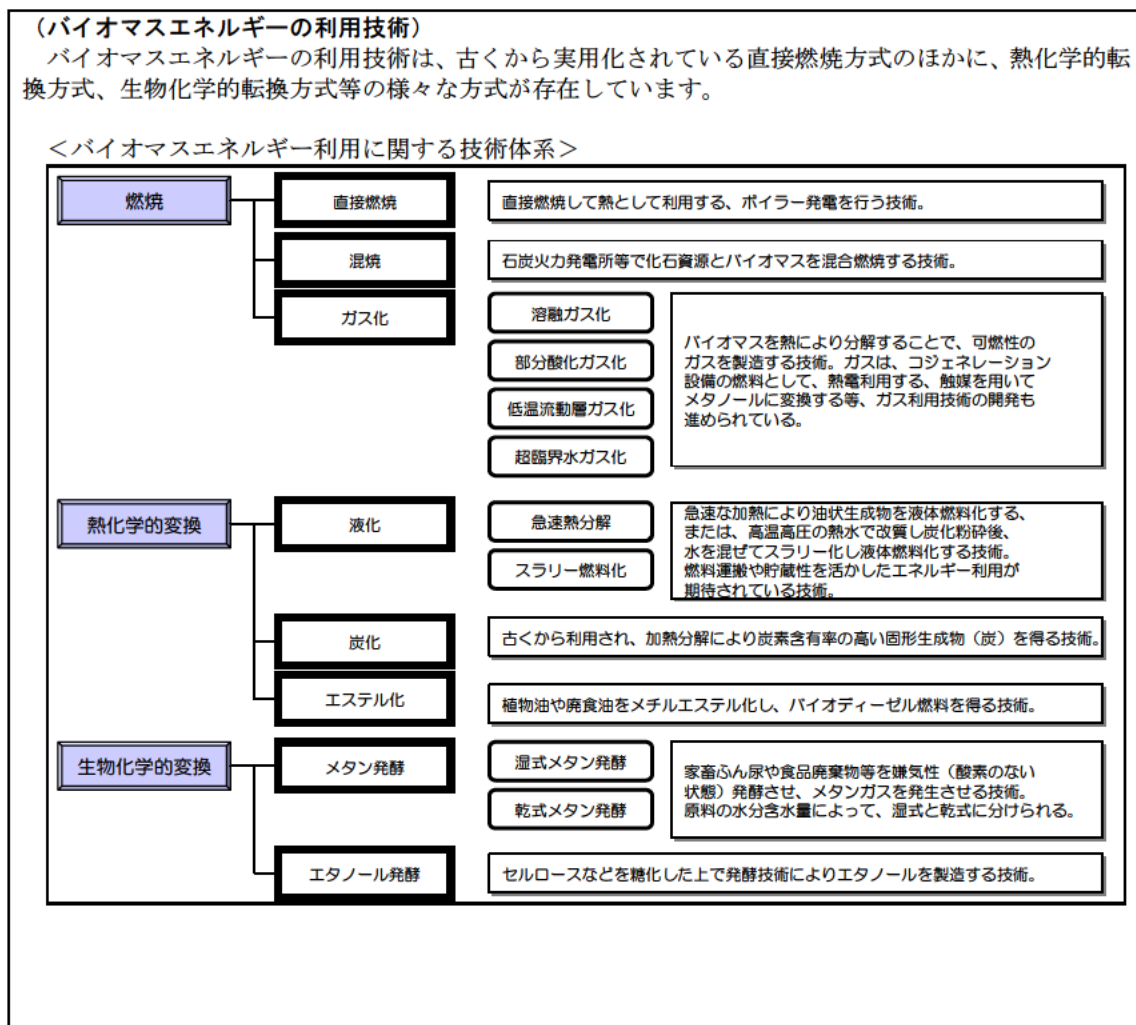 （バイオマスエネルギーの利用技術）
バイオマスエネルギーの利用技術は、古くから実用化されている直接燃焼方式のほかに、熱化学的転
換方式、生物化学的転換方式等の様々な方式が存在しています。
＜バイオマスエネルギー利用に関する技術体系＞
燃焼
直接燃焼
直接燃焼して熱として利用する、ボイラー発電を行う技術。
混焼
石炭火力発電所等で化石資源とバイオマスを混合燃焼する技術。
ガス化
溶融ガス化
部分酸化ガス化
低温流動層ガス化
超臨界水ガス化
バイオマスを熱により分解することで、可燃性の
ガスを製造する技術。ガスは、コジェネレーション
設備の燃料として、熱電利用する、触媒を用いて
メタノールに変換する等、ガス利用技術の開発も
進められている。
熱化学的変換
液化
急速熱分解
スラリー燃料化
急速な加熱により油状生成物を液体燃料化する、
または、高温高圧の熱水で改質し炭化粉砕後、
水を混ぜてスラリー化し液体燃料化する技術。
燃料運搬や貯蔵性を活かしたエネルギー利用が
期待されている技術。
炭化
古くから利用され、加熱分解により炭素含有率の高い固形生成物（炭）を得る技術。
エステル化
植物油や廃食油をメチルエステル化し、バイオディーゼル燃料を得る技術。
生物化学的変換
メタン発酵
湿式メタン発酵
乾式メタン発酵
家畜ふん尿や食品廃棄物等を嫌気性（酸素のない
状態）発酵させ、メタンガスを発生させる技術。
原料の水分含水量によって、湿式と乾式に分けられる。
エタノール発酵
セルロースなどを糖化した上で発酵技術によりエタノールを製造する技術。